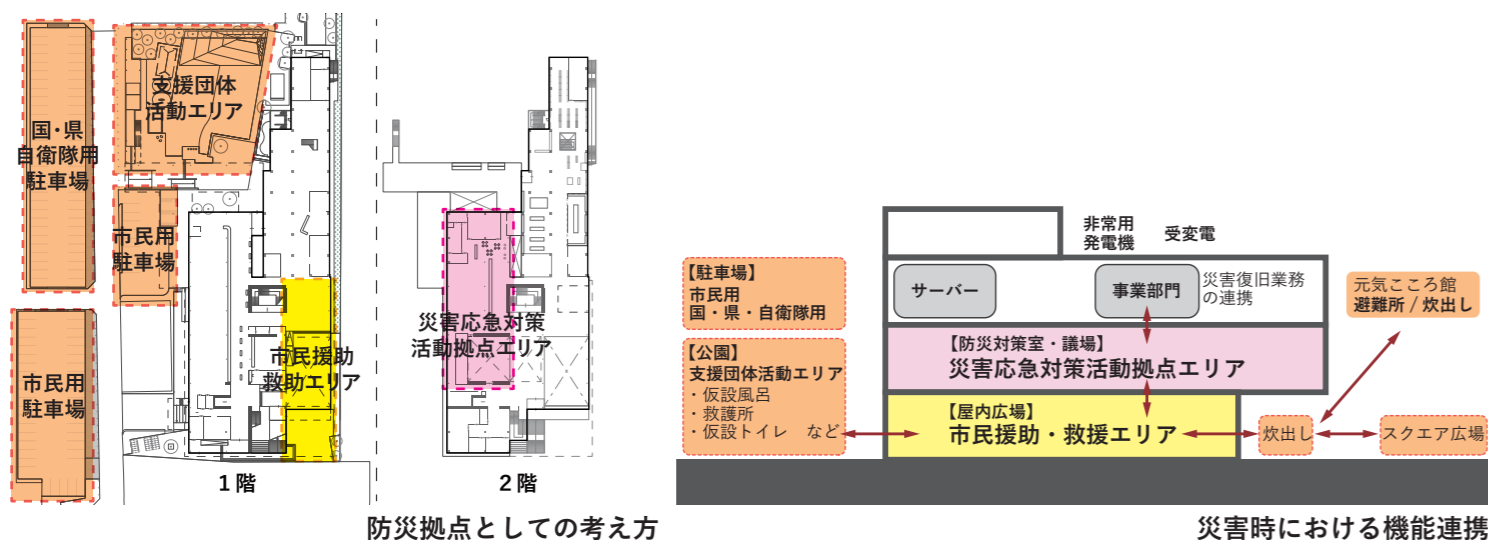 支援団体
活動エリア
国・県
自衛隊用
駐車場
市民用
駐車場
市民用
駐車場
市民援助
救助エリア
1階
災害応急対策
活動拠点エリア
2階
防災拠点としての考え方
非常用
発電機
受変電
サーバー
事業部門
災害復旧業務
の連携
【駐車場】
市民用
国・県・自衛隊用
【公園】
支援団体活動エリア
・仮設風呂
・救護所
・仮設トイレ など
【防災対策室・議場】
災害応急対策活動拠点エリア
【屋内広場】
市民援助・救援エリア
元気こころ館
避難所 / 炊出し
炊出し
スクエア広場
災害時における機能連携